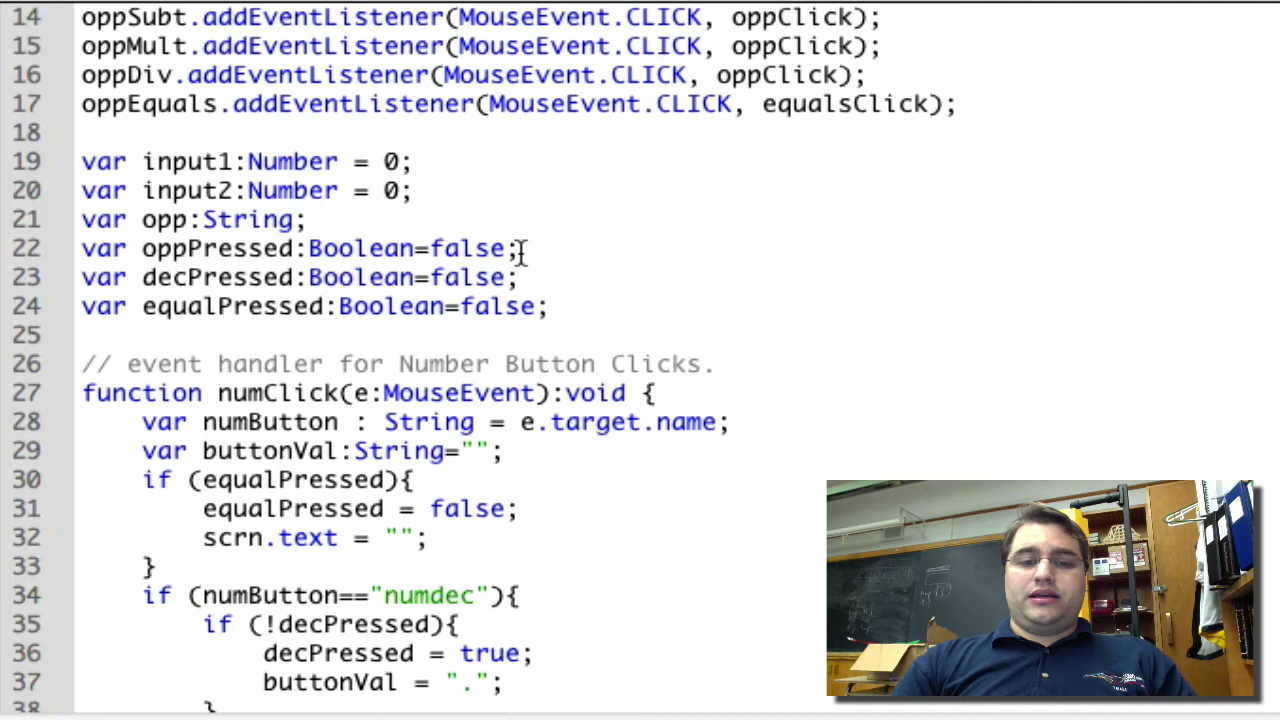 14 oppSubt.addEventListener(MouseEvent.CLICK, oppClick);
15 oppMult.addEventListener(MouseEvent.CLICK, oppClick);
16 oppDiv.addEventListener(MouseEvent.CLICK, oppClick);
17 oppEquals.addEventListener(MouseEvent.CLICK, equalsClick);
18
19 var input1:Number = 0;
20 var input2:Number = 0;
21 var opp:String;
22 var oppPressed:Boolean=false;
23 var decPressed:Boolean=false;
24 var equalPressed:Boolean=false;
25
26 // event handler for Number Button Clicks.
27 function numClick(e:MouseEvent):void {
28 var numButton : String = e.target.name;
29 var buttonVal:String="";
30 if (equalPressed){
31 equalPressed = false;
32 scrn.text = "";
33 }
34 if (numButton=="numdec"){
35 if (!decPressed){
36 decPressed = true;
37 buttonVal = ".";
38 }